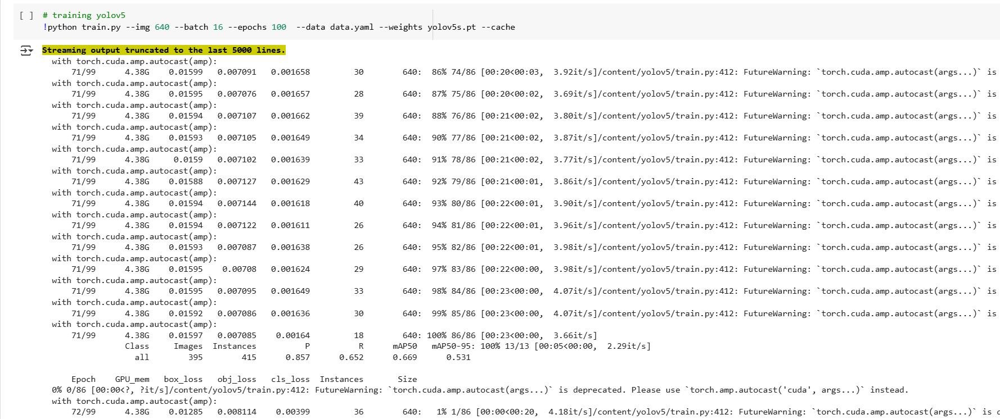 [ ] # training yolov5
!python train.py --img 640 --batch 16 --epochs 100  --data data.yaml --weights yolov5s.pt --cache
Streaming output truncated to the last 5000 lines.
with torch.cuda.amp.autocast(amp):
71/99 4.38G 0.01599 0.007091 0.001658 30 640: 86% 74/86 [00:20<00:03, 3.92it/s]/content/yolov5/train.py:412: FutureWarning: `torch.cuda.amp.autocast(args...)` is
with torch.cuda.amp.autocast(amp):
71/99 4.38G 0.01595 0.007076 0.001657 28 640: 87% 75/86 [00:20<00:02, 3.69it/s]/content/yolov5/train.py:412: FutureWarning: `torch.cuda.amp.autocast(args...)` is
with torch.cuda.amp.autocast(amp):
71/99 4.38G 0.01594 0.007107 0.001662 39 640: 88% 76/86 [00:21<00:02, 3.80it/s]/content/yolov5/train.py:412: FutureWarning: `torch.cuda.amp.autocast(args...)` is
with torch.cuda.amp.autocast(amp):
71/99 4.38G 0.01593 0.007105 0.001649 34 640: 90% 77/86 [00:21<00:02, 3.87it/s]/content/yolov5/train.py:412: FutureWarning: `torch.cuda.amp.autocast(args...)` is
with torch.cuda.amp.autocast(amp):
71/99 4.38G 0.0159 0.007102 0.001639 33 640: 91% 78/86 [00:21<00:02, 3.77it/s]/content/yolov5/train.py:412: FutureWarning: `torch.cuda.amp.autocast(args...)` is
with torch.cuda.amp.autocast(amp):
71/99 4.38G 0.01588 0.007127 0.001629 43 640: 92% 79/86 [00:21<00:01, 3.86it/s]/content/yolov5/train.py:412: FutureWarning: `torch.cuda.amp.autocast(args...)` is
with torch.cuda.amp.autocast(amp):
71/99 4.38G 0.01594 0.007144 0.001618 40 640: 93% 80/86 [00:22<00:01, 3.90it/s]/content/yolov5/train.py:412: FutureWarning: `torch.cuda.amp.autocast(args...)` is
with torch.cuda.amp.autocast(amp):
71/99 4.38G 0.01594 0.007122 0.001611 26 640: 94% 81/86 [00:22<00:01, 3.96it/s]/content/yolov5/train.py:412: FutureWarning: `torch.cuda.amp.autocast(args...)` is
with torch.cuda.amp.autocast(amp):
71/99 4.38G 0.01593 0.007087 0.001638 26 640: 95% 82/86 [00:22<00:01, 3.98it/s]/content/yolov5/train.py:412: FutureWarning: `torch.cuda.amp.autocast(args...)` is
with torch.cuda.amp.autocast(amp):
71/99 4.38G 0.01595 0.00708 0.001624 29 640: 97% 83/86 [00:22<00:00, 3.98it/s]/content/yolov5/train.py:412: FutureWarning: `torch.cuda.amp.autocast(args...)` is
with torch.cuda.amp.autocast(amp):
71/99 4.38G 0.01595 0.007095 0.001649 33 640: 98% 84/86 [00:23<00:00, 4.07it/s]/content/yolov5/train.py:412: FutureWarning: `torch.cuda.amp.autocast(args...)` is
with torch.cuda.amp.autocast(amp):
71/99 4.38G 0.01592 0.007086 0.001636 30 640: 99% 85/86 [00:23<00:00, 4.07it/s]/content/yolov5/train.py:412: FutureWarning: `torch.cuda.amp.autocast(args...)` is
with torch.cuda.amp.autocast(amp):
71/99 4.38G 0.01597 0.007085 0.00164 18 640: 100% 86/86 [00:23<00:00, 3.66it/s]
Class Images Instances P R mAP50 mAP50-95: 100% 13/13 [00:05<00:00, 2.29it/s]
all 395 415 0.857 0.652 0.669 0.531
Epoch GPU_mem box_loss obj_loss cls_loss Instances Size
0% 0/86 [00:00<?, ?it/s]/content/yolov5/train.py:412: FutureWarning: `torch.cuda.amp.autocast(args...)` is deprecated. Please use `torch.amp.autocast('cuda', args...)` instead.
with torch.cuda.amp.autocast(amp):
72/99 4.38G 0.01285 0.008114 0.00399 36 640: 1% 1/86 [00:00<00:20, 4.18it/s]/content/yolov5/train.py:412: FutureWarning: `torch.cuda.amp.autocast(args...)` is